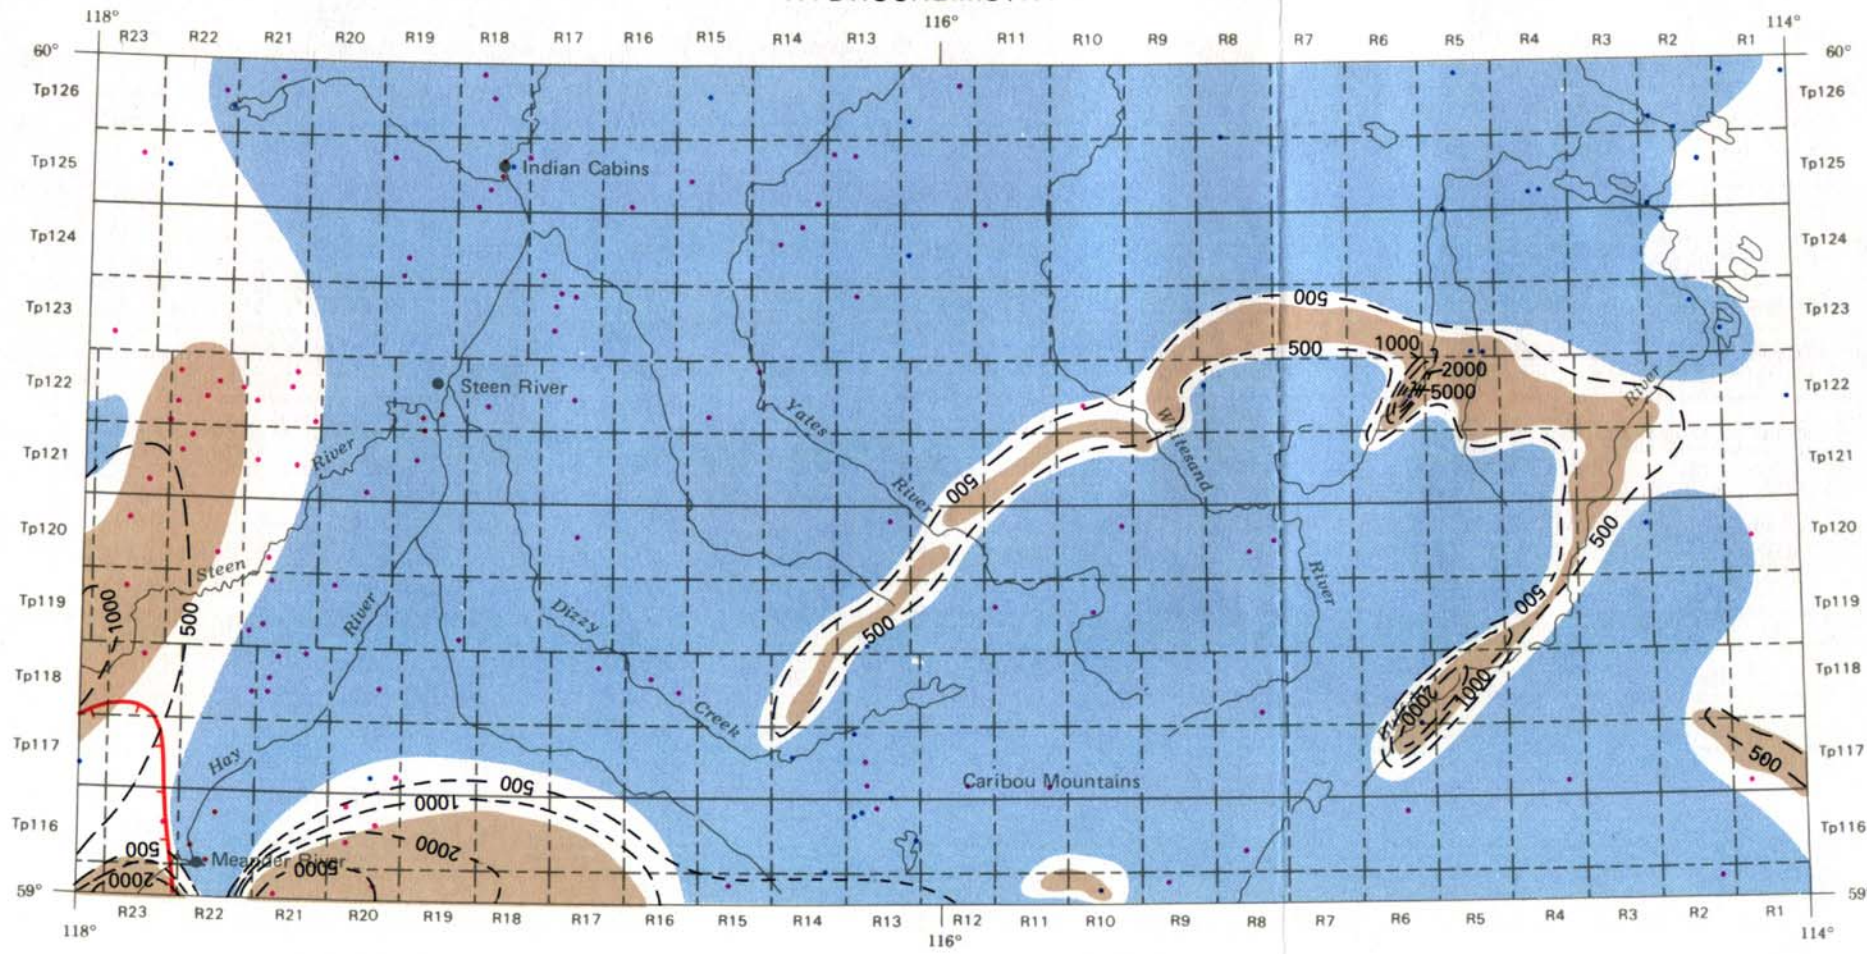 118° 116° 114°
R23 R22 R21 R20 R19 R18 R17 R16 R15 R14 R13 R11 R10 R9 R8 R7 R6 R5 R4 R3 R2 R1
60° 60°
Tp126 Tp126
Tp125 Indian Cabins Tp125
Tp124 Tp124
Tp123 500 Tp123
500 1000
Tp122 Steen River 2000 Tp122
5000
Yates Whitesand River
Tp121 River Tp121
River 500
Tp120 500 Tp120
Steen River
Tp119 1000 500 River Dizzy 500 500 Tp119
Tp118 2000 1000 Tp118
Creek
Tp117 Hay 500 Tp117
500 Caribou Mountains
1000
Tp116 2000 Tp116
500 Meander River
2000 5000
59° 59
R23 R22 R21 R20 R19 R18 R17 R16 R15 R14 R13 R12 R11 R10 R9 R8 R7 R6 R5 R4 R3 R2 R1
118° 116° 114°